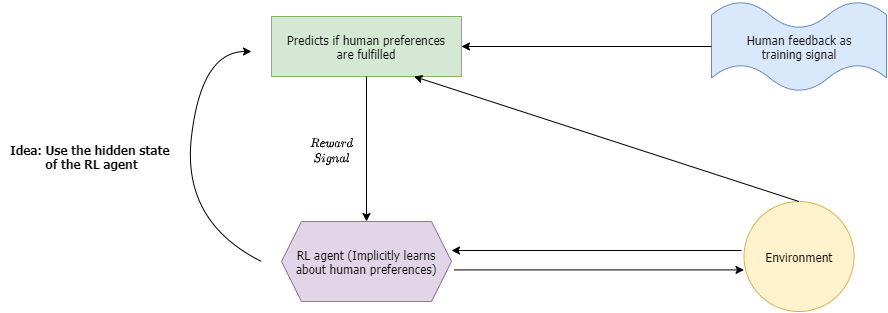 Predicts if human preferences
are fulfilled
Human feedback as
training signal
Idea: Use the hidden state
of the RL agent
Reward
Signal
RL agent (Implicitly learns
about human preferences)
Environment